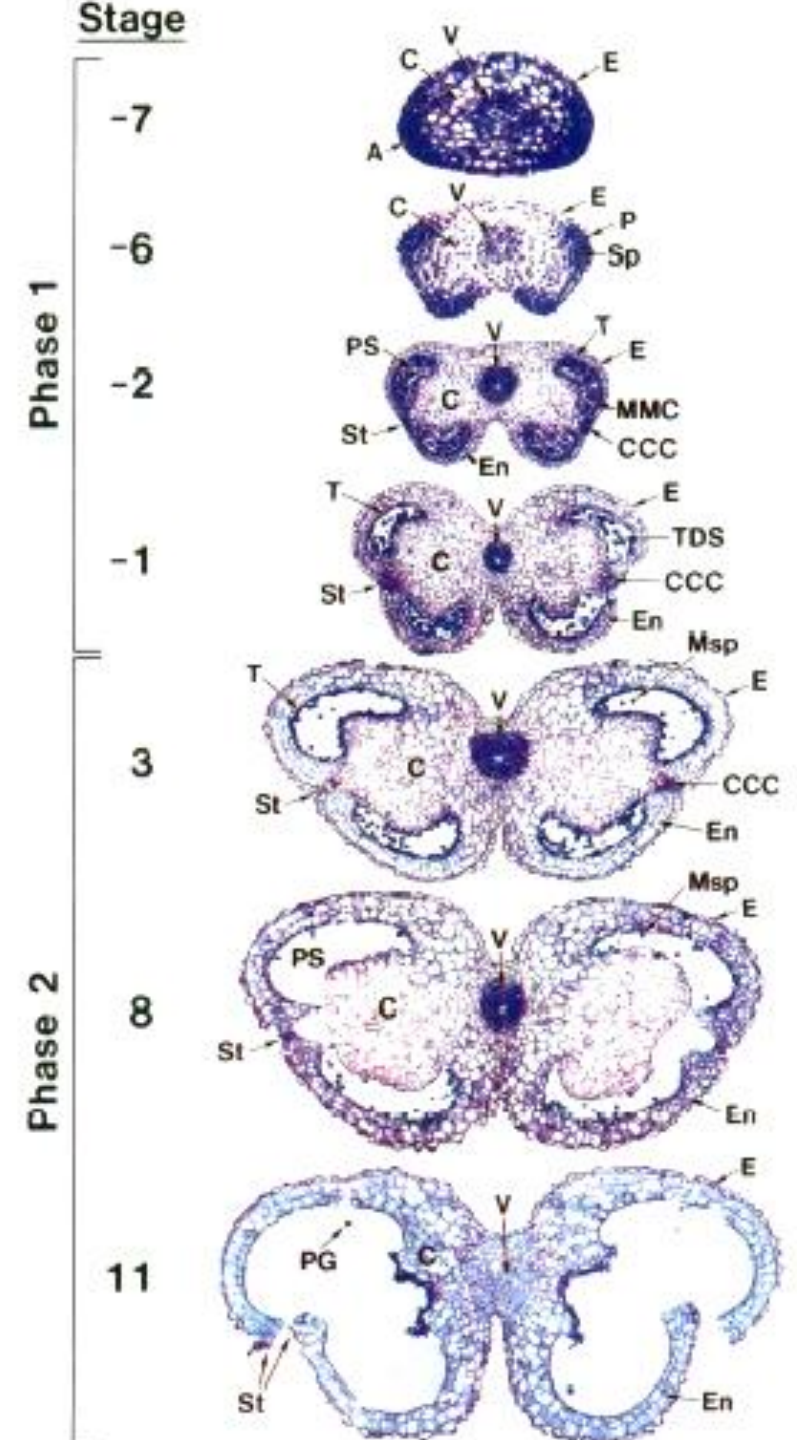 Stage
Phase 1
-7
V
C
E
A
-6
V
C
E
P
Sp
-2
V
T
PS
E
C
MMC
St
CCC
En
-1
T
V
E
TDS
C
CCC
St
En
Phase 2
3
Msp
T
E
V
C
CCC
St
En
8
Msp
E
V
PS
C
St
En
11
E
V
PG
C
St
En